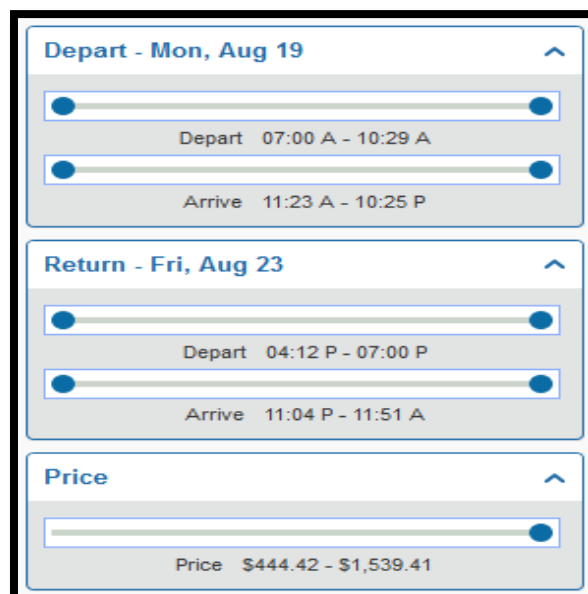 Depart - Mon, Aug 19
Depart 07:00 A - 10:29 A
Arrive 11:23 A - 10:25 P
Return - Fri, Aug 23
Depart 04:12 P - 07:00 P
Arrive 11:04 P - 11:51 A
Price
Price $444.42 - $1,539.41